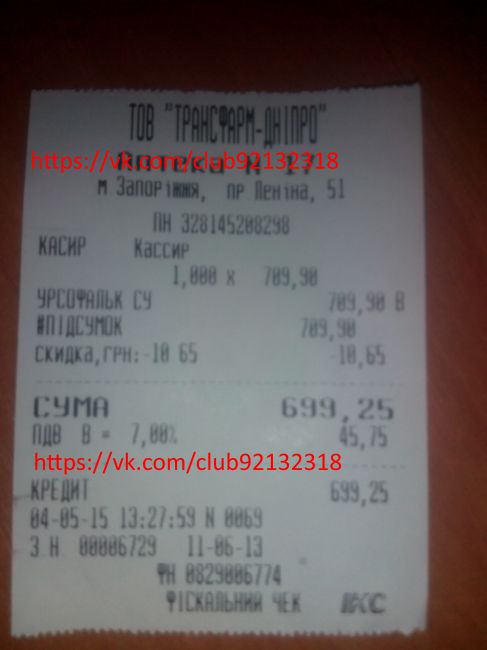 ТОВ "ТРАНСФАРМ-ДНІПРО"
https://vk.com/club92132318
Аптека N 27
м Запоріжжя, пр.Леніна, 51
ПН 328145208298
КАСИР Кассир
1,000 x 709,90
УРСОФАЛЬК СУ 709,90 В
#ПІДСУМОК 709,90
скидка,грн:-10.65 -10,65
СУМА 699,25
ПДВ В = 7,00% 45,75
https://vk.com/club92132318
КРЕДИТ 699,25
04-05-15 13:27:59 N 0069
З.Н. 00006729 11-06-13
ФН 0829006774
ФІСКАЛЬНИЙ ЧЕК ІКС